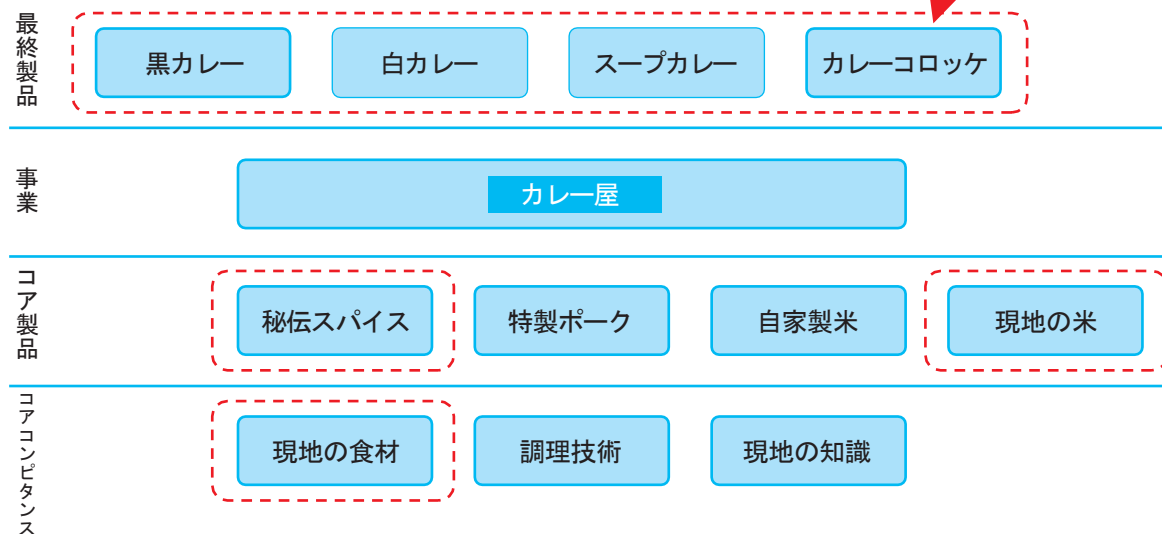 最終製品
黒カレー
白カレー
スープカレー
カレーコロッケ
事業
カレー屋
コア製品
秘伝スパイス
特製ポーク
自家製米
現地の米
コアコンピタンス
現地の食材
調理技術
現地の知識